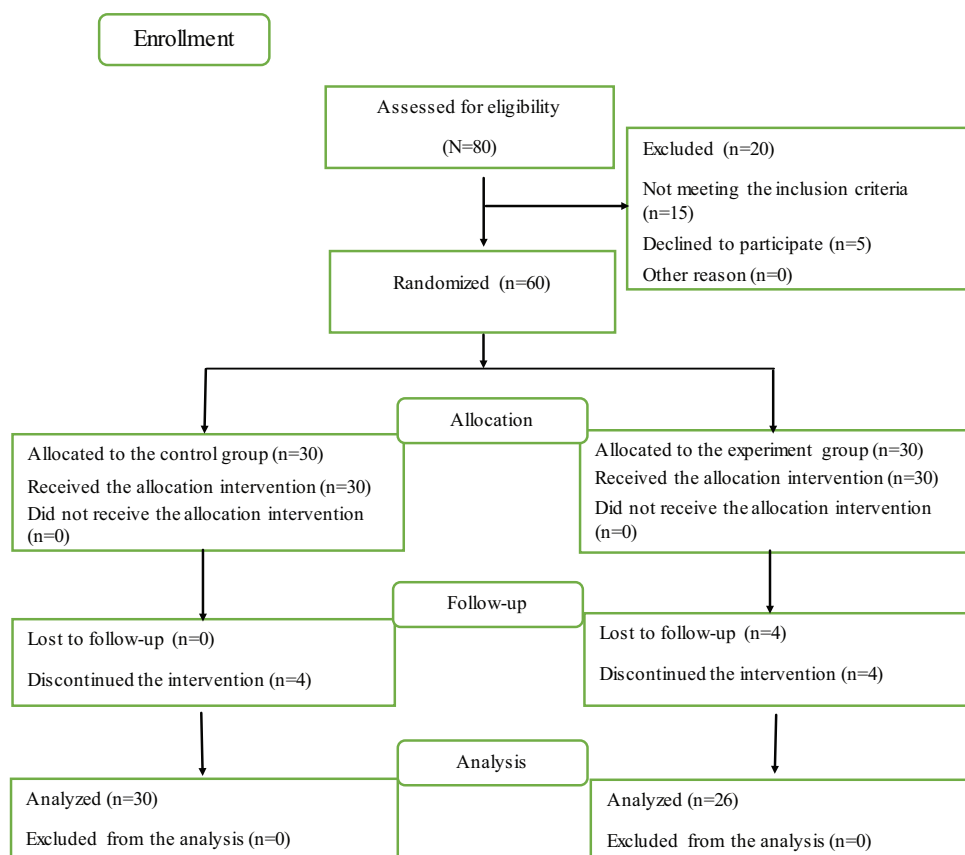 Enrollment
Assessed for eligibility
(N=80)
Excluded (n=20)
Not meeting the inclusion criteria
(n=15)
Declined to participate (n=5)
Other reason (n=0)
Randomized (n=60)
Allocation
Allocated to the control group (n=30)
Received the allocation intervention (n=30)
Did not receive the allocation intervention
(n=0)
Allocated to the experiment group (n=30)
Received the allocation intervention (n=30)
Did not receive the allocation intervention
(n=0)
Follow-up
Lost to follow-up (n=0)
Discontinued the intervention (n=4)
Lost to follow-up (n=4)
Discontinued the intervention (n=4)
Analysis
Analyzed (n=30)
Excluded from the analysis (n=0)
Analyzed (n=26)
Excluded from the analysis (n=0)